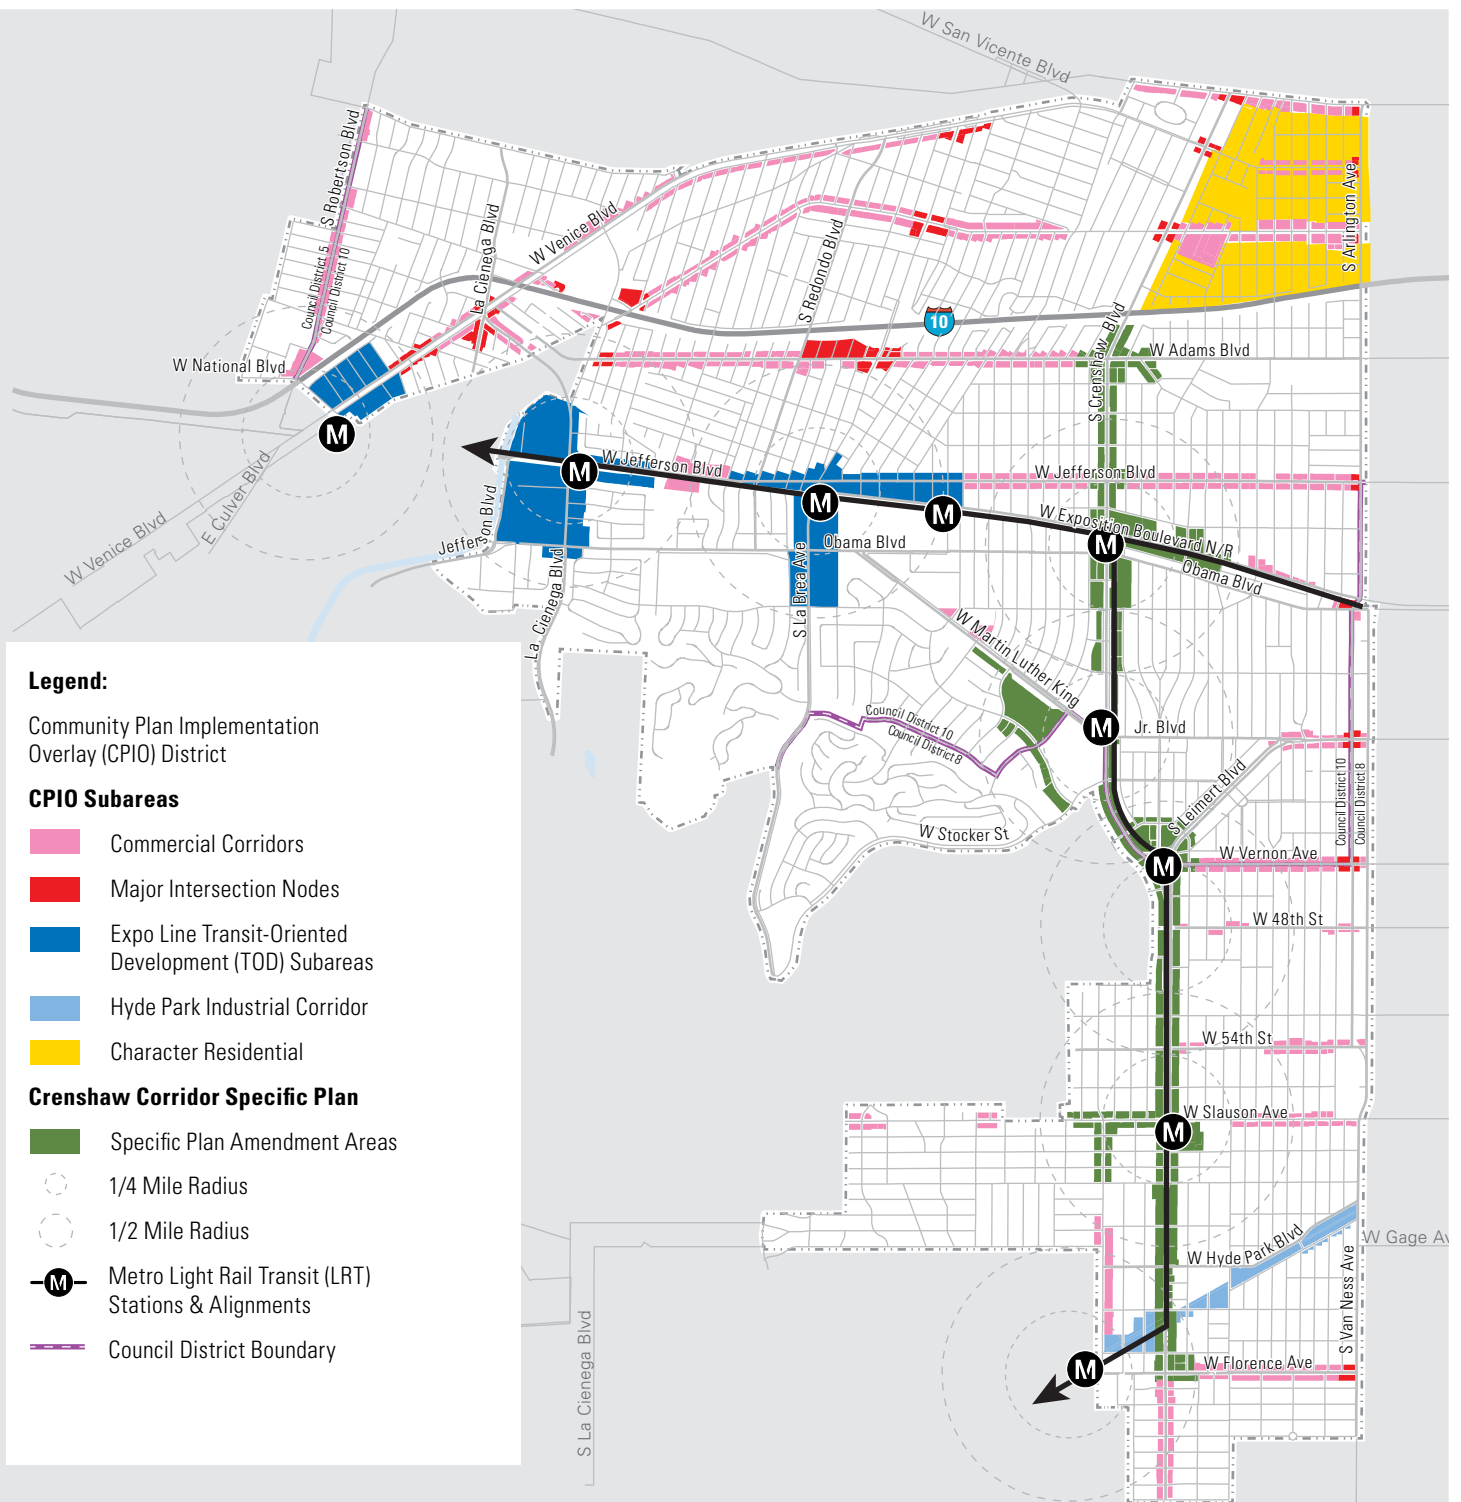 W San Vicente Blvd
S Robertson Blvd
La Cienega Blvd
W Venice Blvd
S Redondo Blvd
S Arlington Ave
Council District 5
Council District 10
10
S Crenshaw Blvd
W National Blvd
W Adams Blvd
M
W Jefferson Blvd
M
W Jefferson Blvd
E Culver Blvd
W Venice Blvd
Jefferson Blvd
M
M
W Exposition Boulevard N/R
M
Obama Blvd
Obama Blvd
La Cienega Blvd
S La Brea Ave
W Martin Luther King
Jr. Blvd
M
Council District 10
Council District 8
S Leimert Blvd
Council District 10
Council District 8
W Stocker St
W Vernon Ave
M
W 48th St
W 54th St
W Slauson Ave
M
W Hyde Park Blvd
W Gage Av
S Van Ness Ave
W Florence Ave
M
S La Cienega Blvd
Legend:
Community Plan Implementation
Overlay (CPIO) District
CPIO Subareas
Commercial Corridors
Major Intersection Nodes
Expo Line Transit-Oriented
Development (TOD) Subareas
Hyde Park Industrial Corridor
Character Residential
Crenshaw Corridor Specific Plan
Specific Plan Amendment Areas
1/4 Mile Radius
1/2 Mile Radius
M
Metro Light Rail Transit (LRT)
Stations & Alignments
Council District Boundary